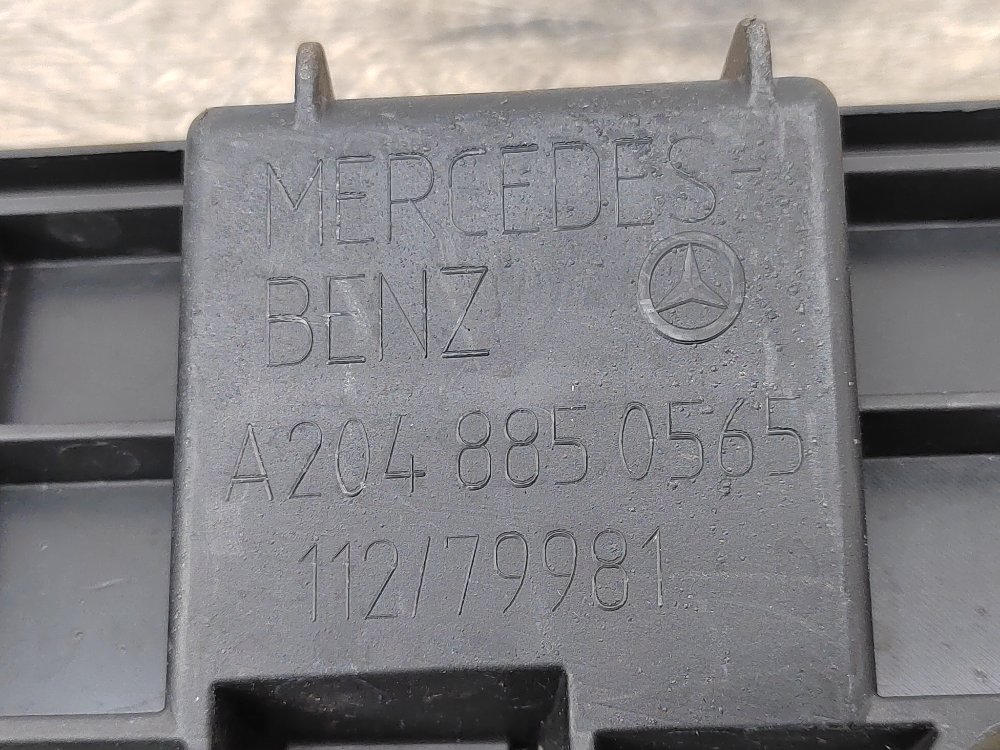 MERCEDES-
BENZ
A204 885 0565
112/79981